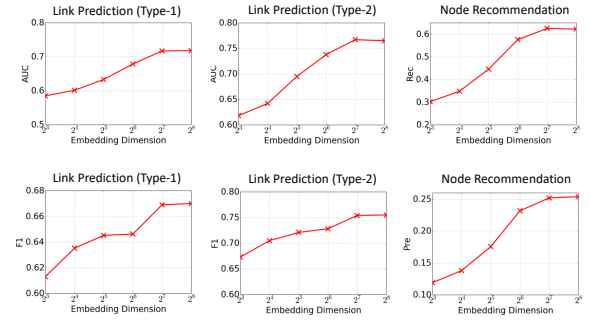 Link Prediction (Type-1)
Link Prediction (Type-2)
Node Recommendation
0.8
0.7
0.6
0.5
AUC
2^3 2^4 2^5 2^6 2^7 2^8
Embedding Dimension
0.80
0.75
0.70
0.65
0.60
AUC
2^3 2^4 2^5 2^6 2^7 2^8
Embedding Dimension
0.7
0.6
0.5
0.4
0.3
0.2
Rec
2^3 2^4 2^5 2^6 2^7 2^8
Embedding Dimension
Link Prediction (Type-1)
Link Prediction (Type-2)
Node Recommendation
0.68
0.66
0.64
0.62
0.60
F1
2^3 2^4 2^5 2^6 2^7 2^8
Embedding Dimension
0.80
0.75
0.70
0.65
0.60
F1
2^3 2^4 2^5 2^6 2^7 2^8
Embedding Dimension
0.25
0.20
0.15
0.10
Pre
2^3 2^4 2^5 2^6 2^7 2^8
Embedding Dimension